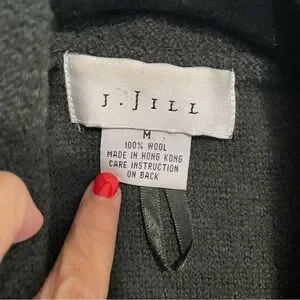 J. JILL
M
100% WOOL
MADE IN HONG KONG
CARE INSTRUCTION
ON BACK